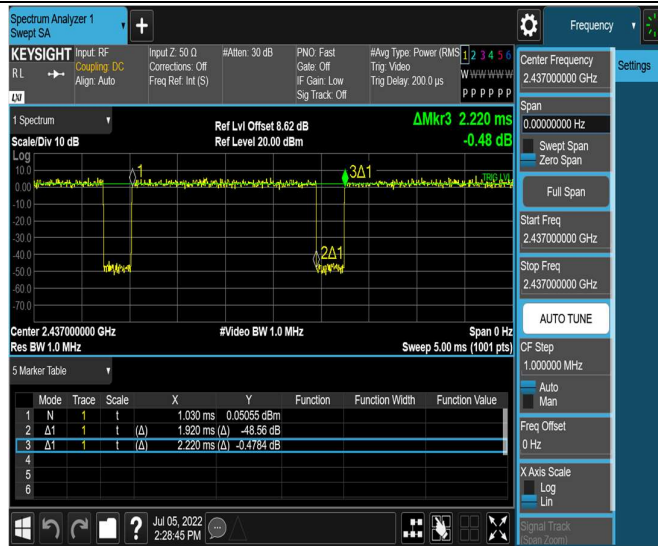 Spectrum Analyzer 1
Swept SA
Frequency
KEYSIGHT
Input: RF
Coupling: DC
Align: Auto
Input Z: 50 Ω
Corrections: Off
Freq Ref: Int (S)
#Atten: 30 dB
PNO: Fast
Gate: Off
IF Gain: Low
Sig Track: Off
#Avg Type: Power (RMS
Trig: Video
Trig Delay: 200.0 µs
1 2 3 4 5 6
W W W W W W
P P P P P P
R L
LXI
1 Spectrum
Scale/Div 10 dB
Ref Lvl Offset 8.62 dB
Ref Level 20.00 dBm
ΔMkr3 2.220 ms
-0.48 dB
Log
10.0
0.00
-10.0
-20.0
-30.0
-40.0
-50.0
-60.0
-70.0
1
3Δ1
TRIG LVL
2Δ1
Center 2.437000000 GHz
#Video BW 1.0 MHz
Span 0 Hz
Res BW 1.0 MHz
Sweep 5.00 ms (1001 pts)
5 Marker Table
Mode Trace Scale X Y Function Function Width Function Value
1 N 1 t 1.030 ms 0.05055 dBm
2 Δ1 1 t (Δ) 1.920 ms (Δ) -48.56 dB
3 Δ1 1 t (Δ) 2.220 ms (Δ) -0.4784 dB
4
5
6
Jul 05, 2022
2:28:45 PM
Center Frequency
2.437000000 GHz
Settings
Span
0.00000000 Hz
Swept Span
Zero Span
Full Span
Start Freq
2.437000000 GHz
Stop Freq
2.437000000 GHz
AUTO TUNE
CF Step
1.000000 MHz
Auto
Man
Freq Offset
0 Hz
X Axis Scale
Log
Lin
Signal Track
(Span Zoom)